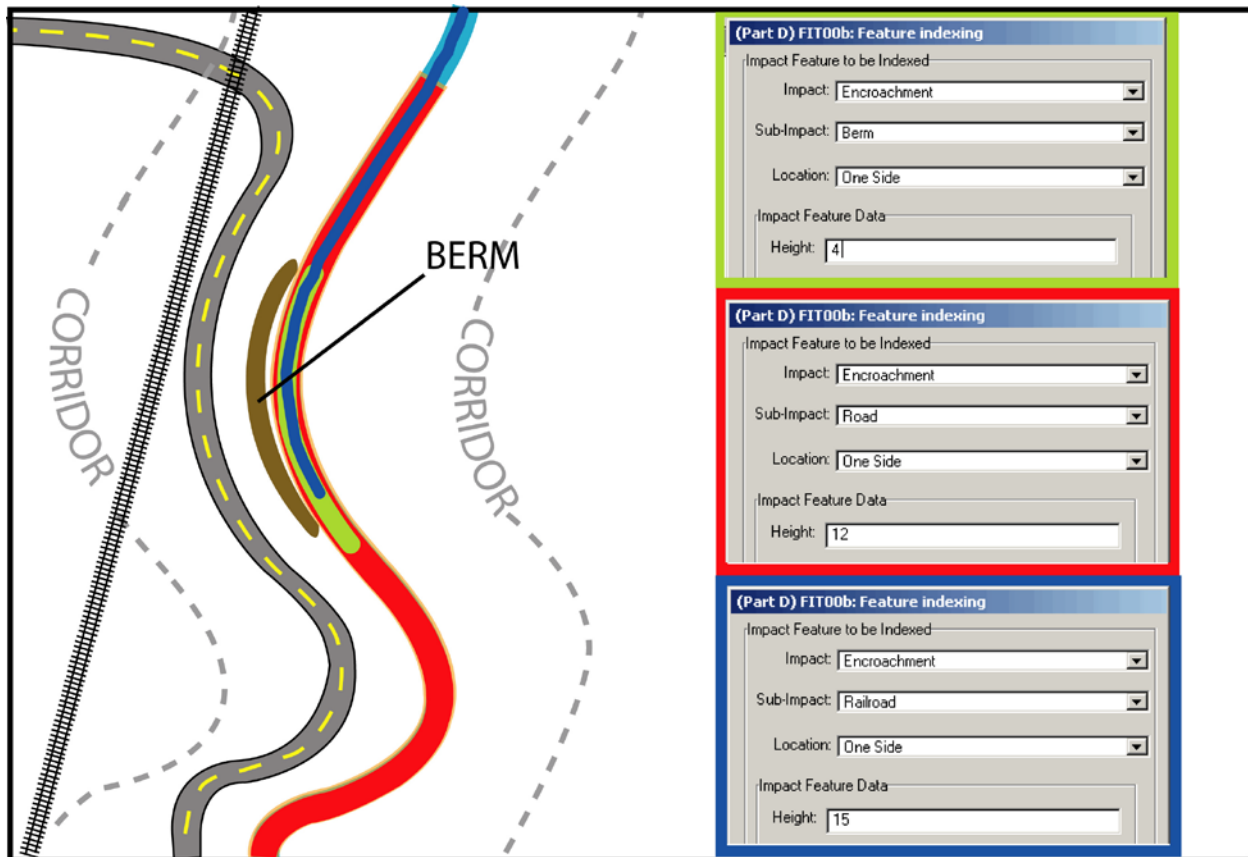 CORRIDOR
BERM
CORRIDOR
(Part D) FIT00b: Feature indexing
Impact Feature to be Indexed
Impact: Encroachment
Sub-Impact: Berm
Location: One Side
Impact Feature Data
Height: 4
(Part D) FIT00b: Feature indexing
Impact Feature to be Indexed
Impact: Encroachment
Sub-Impact: Road
Location: One Side
Impact Feature Data
Height: 12
(Part D) FIT00b: Feature indexing
Impact Feature to be Indexed
Impact: Encroachment
Sub-Impact: Railroad
Location: One Side
Impact Feature Data
Height: 15